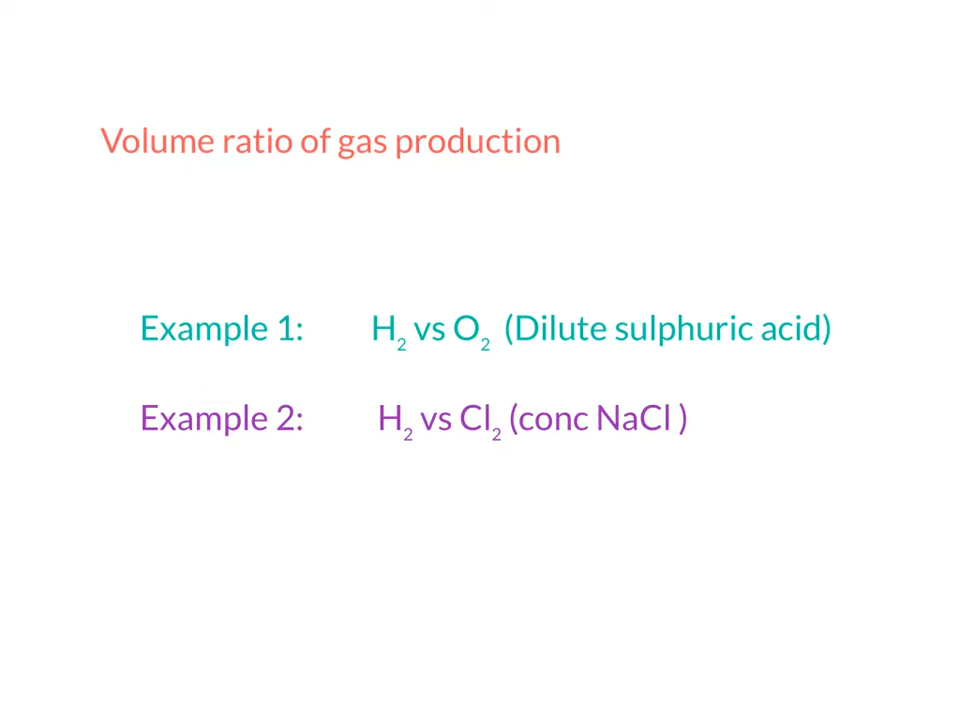 Volume ratio of gas production
Example 1: H₂ vs O₂ (Dilute sulphuric acid)
Example 2: H₂ vs Cl₂ (conc NaCl )